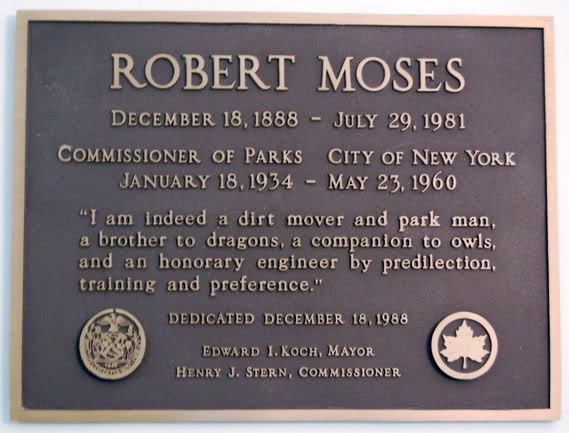 ROBERT MOSES
DECEMBER 18, 1888 – JULY 29, 1981
COMMISSIONER OF PARKS CITY OF NEW YORK
JANUARY 18, 1934 – MAY 23, 1960
"I am indeed a dirt mover and park man,
a brother to dragons, a companion to owls,
and an honorary engineer by predilection,
training and preference."
DEDICATED DECEMBER 18, 1988
EDWARD I. KOCH, MAYOR
HENRY J. STERN, COMMISSIONER